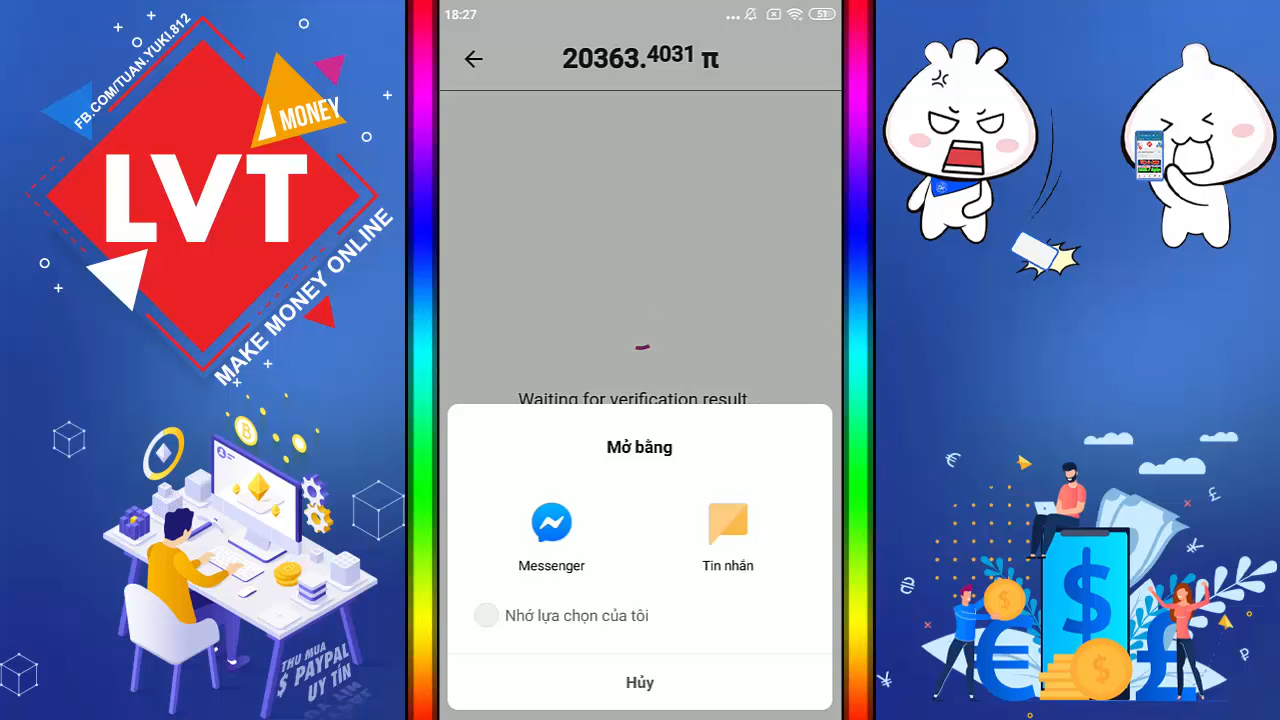 FB.COM/TUAN.YUKI.812
MONEY
LVT
MAKE MONEY ONLINE
THU MUA
$ PAYPAL
UY TÍN
18:27
51
20363.4031 π
Waiting for verification result...
Mở bằng
Messenger
Tin nhắn
Nhớ lựa chọn của tôi
Hủy